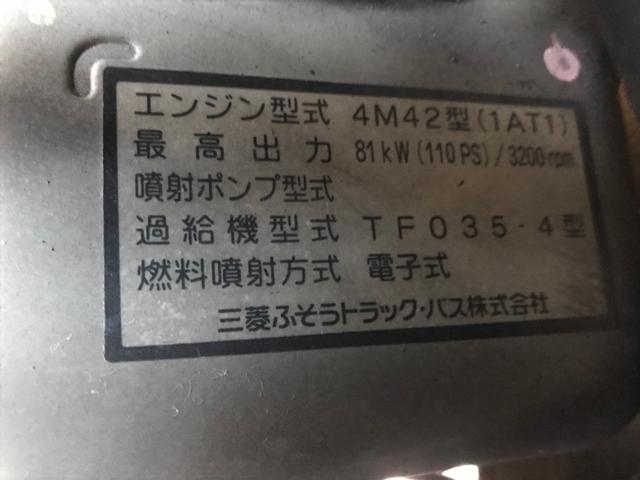 エンジン型式 4M42型(1AT1)
最高出力 81kW(110PS)/3200rpm
噴射ポンプ型式
過給機型式 TF035-4型
燃料噴射方式 電子式
三菱ふそうトラック・バス株式会社